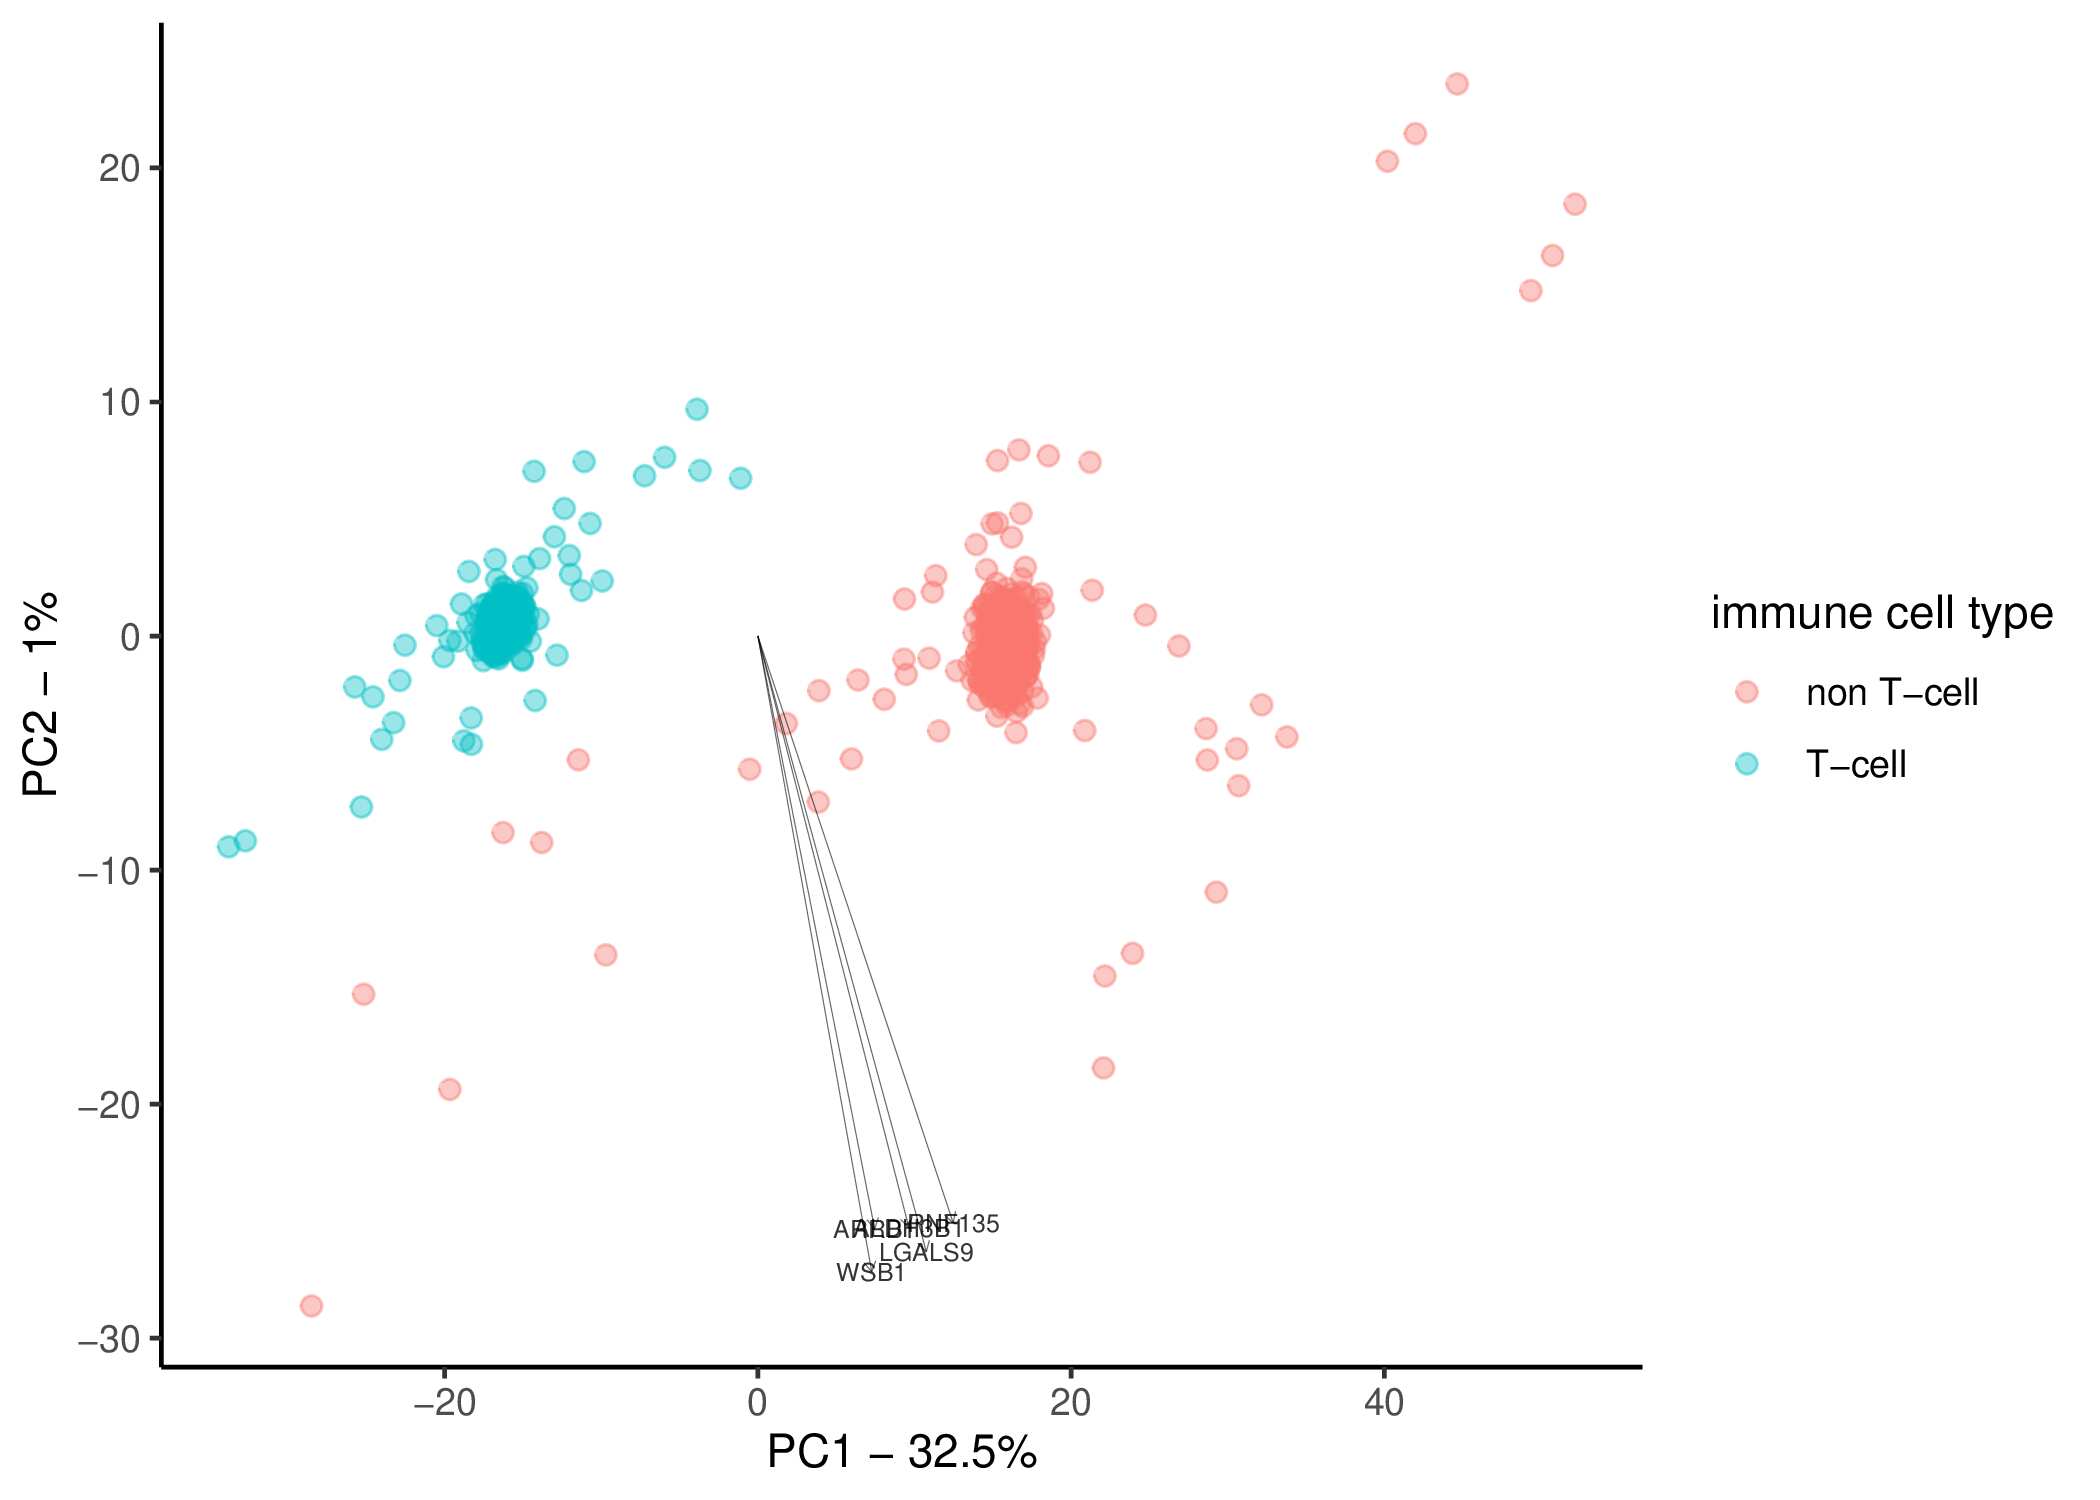 20
10
0
−10
−20
−30
−20
0
20
40
PC2 − 1%
PC1 − 32.5%
RNF135
LGALS9
WSB1
immune cell type
non T−cell
T−cell